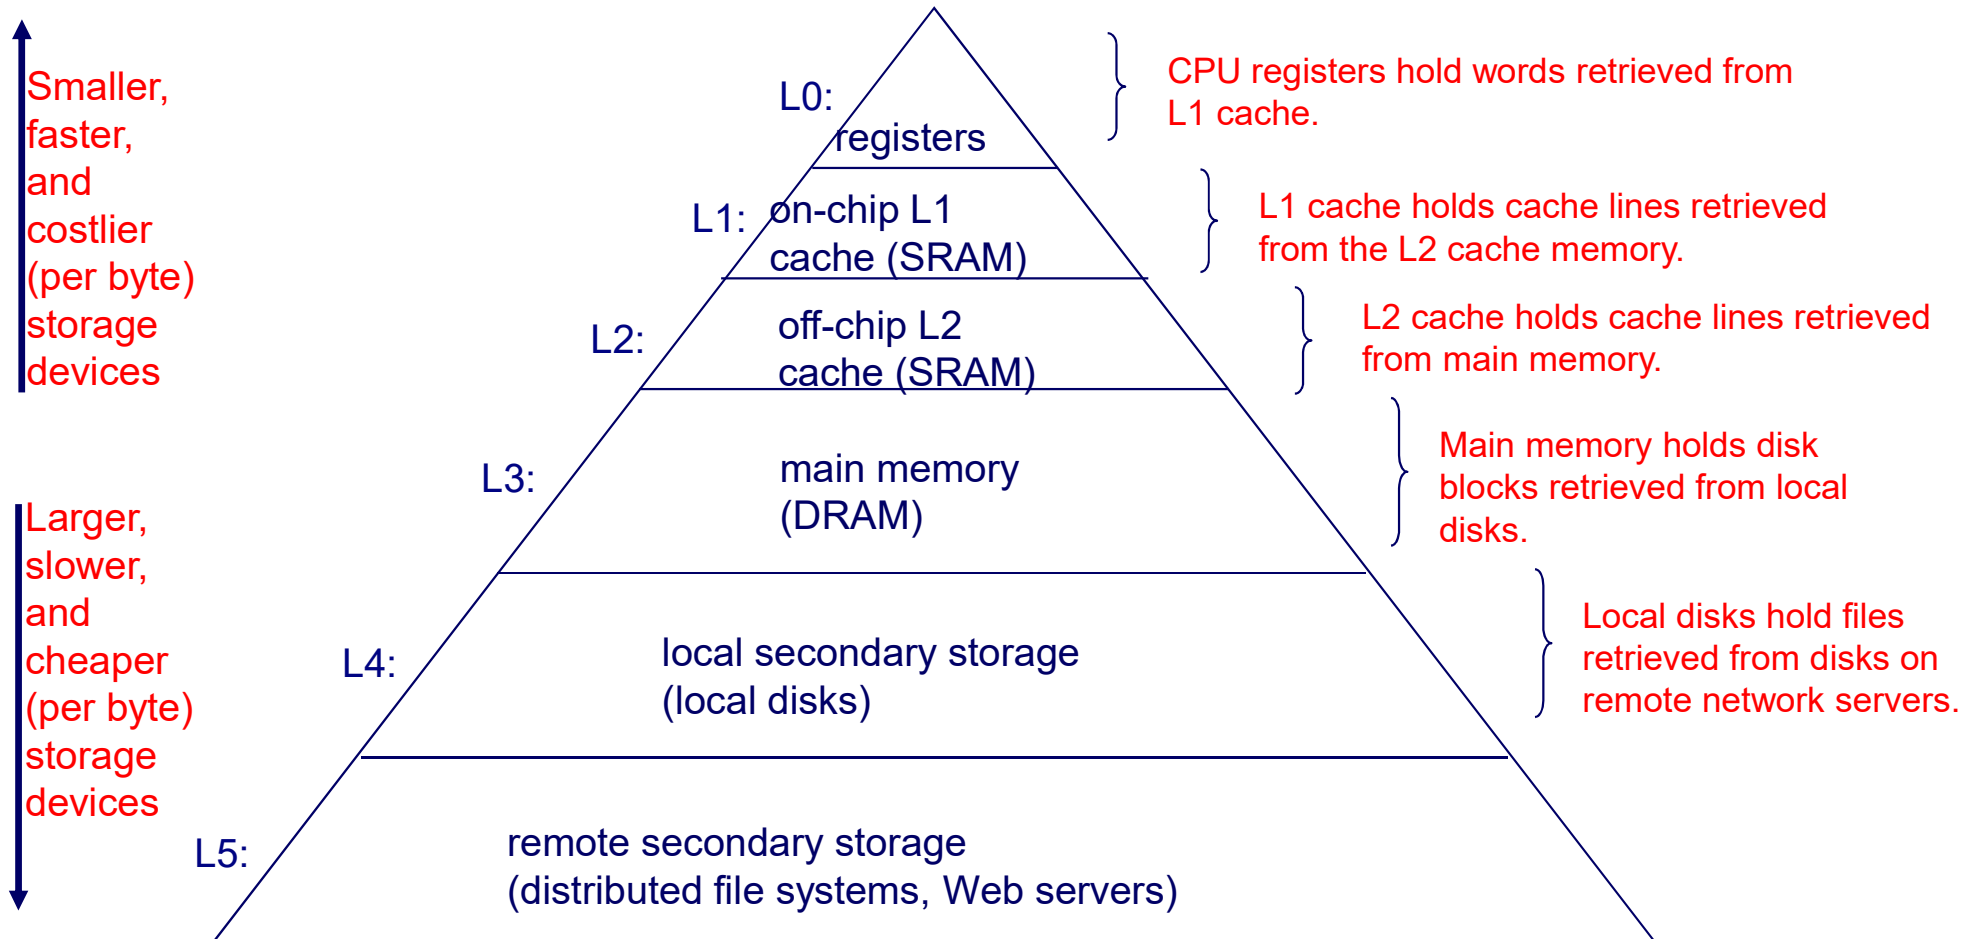 Smaller,
faster,
and
costlier
(per byte)
storage
devices
Larger,
slower,
and
cheaper
(per byte)
storage
devices
L0:
registers
CPU registers hold words retrieved from
L1 cache.
L1:
on-chip L1
cache (SRAM)
L1 cache holds cache lines retrieved
from the L2 cache memory.
L2:
off-chip L2
cache (SRAM)
L2 cache holds cache lines retrieved
from main memory.
L3:
main memory
(DRAM)
Main memory holds disk
blocks retrieved from local
disks.
L4:
local secondary storage
(local disks)
Local disks hold files
retrieved from disks on
remote network servers.
L5:
remote secondary storage
(distributed file systems, Web servers)